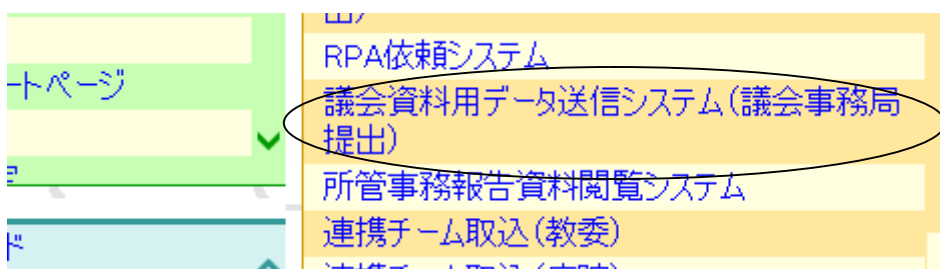 出)
RPA依頼システム
ートページ
議会資料用データ送信システム(議会事務局
提出)
所管事務報告資料閲覧システム
連携チーム取込(教委)
ド